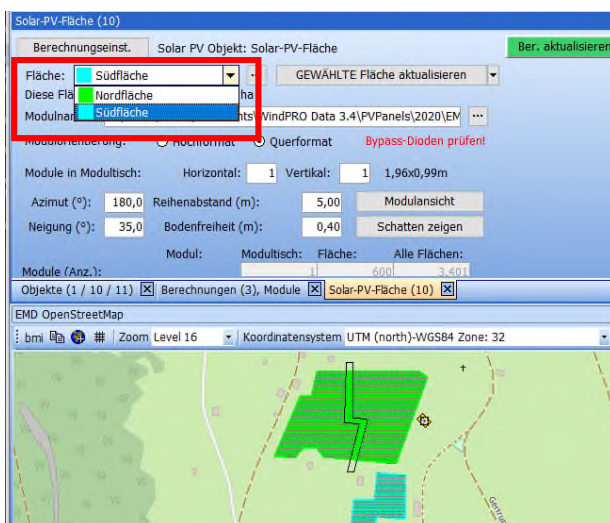 Solar-PV-Fläche (10)
Berechnungseinst. Solar PV Objekt: Solar-PV-Fläche Ber. aktualisieren
Fläche: Südfläche ... GEWÄHLTE Fläche aktualisieren
Diese Flä ha
Nordfläche
Südfläche
Modulnar WindPRO Data 3.4\PVPanels\2020\EM ...
Modulorientierung: Hochformat Querformat Bypass-Dioden prüfen!
Module in Modultisch: Horizontal: 1 Vertikal: 1 1,96x0,99m
Azimut (°): 180,0 Reihenabstand (m): 5,00 Modulansicht
Neigung (°): 35,0 Bodenfreiheit (m): 0,40 Schatten zeigen
Modul: Modultisch: Fläche: Alle Flächen:
Module (Anz.): 1 600 3.401
Objekte (1 / 10 / 11) Berechnungen (3), Module Solar-PV-Fläche (10)
EMD OpenStreetMap
bmi Zoom Level 16 Koordinatensystem UTM (north)-WGS84 Zone: 32